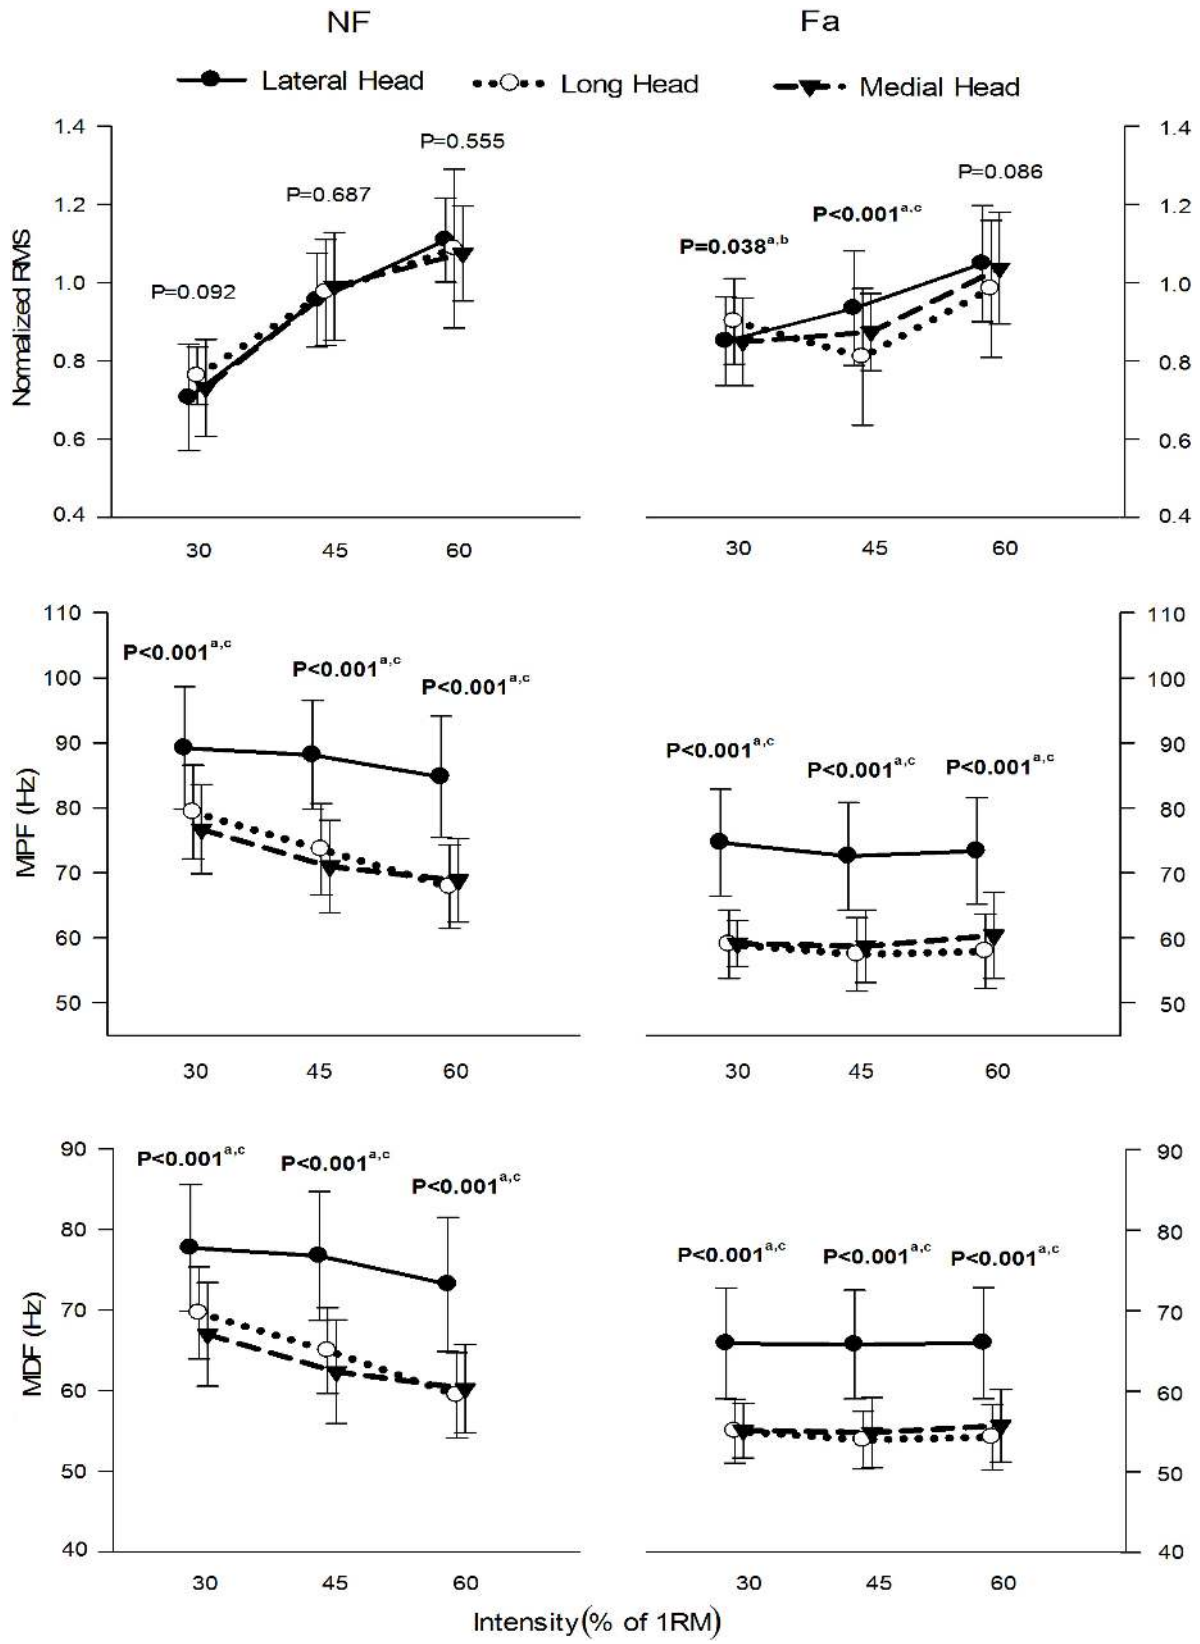 NF Fa
Lateral Head Long Head Medial Head
Normalized RMS
1.4
1.2
1.0
0.8
0.6
0.4
P=0.092
P=0.687
P=0.555
30 45 60
P=0.038a,b
P<0.001a,c
P=0.086
1.4
1.2
1.0
0.8
0.6
0.4
30 45 60
MPF (Hz)
110
100
90
80
70
60
50
P<0.001a,c
P<0.001a,c
P<0.001a,c
30 45 60
P<0.001a,c
P<0.001a,c
P<0.001a,c
110
100
90
80
70
60
50
30 45 60
MDF (Hz)
90
80
70
60
50
40
P<0.001a,c
P<0.001a,c
P<0.001a,c
30 45 60
P<0.001a,c
P<0.001a,c
P<0.001a,c
90
80
70
60
50
40
30 45 60
Intensity(% of 1RM)